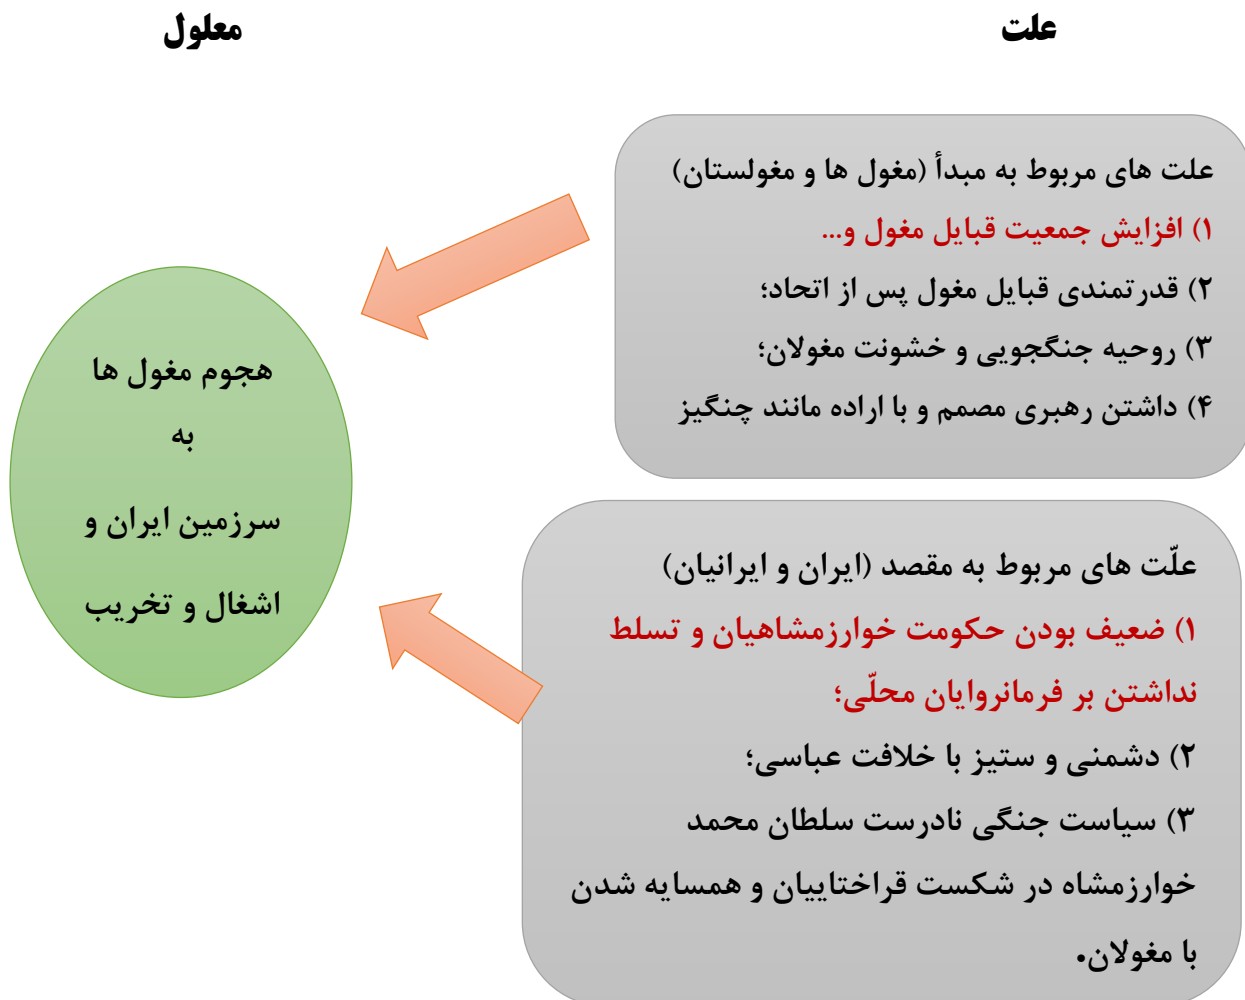 علت
معلول
علت های مربوط به مبدأ (مغول ها و مغولستان)
۱) افزایش جمعیت قبایل مغول و...
۲) قدرتمندی قبایل مغول پس از اتحاد؛
۳) روحیه جنگجویی و خشونت مغولان؛
۴) داشتن رهبری مصمم و با اراده مانند چنگیز
علّت های مربوط به مقصد (ایران و ایرانیان)
۱) ضعیف بودن حکومت خوارزمشاهیان و تسلط
نداشتن بر فرمانروایان محلّی؛
۲) دشمنی و ستیز با خلافت عباسی؛
۳) سیاست جنگی نادرست سلطان محمد
خوارزمشاه در شکست قراختاییان و همسایه شدن
با مغولان.
هجوم مغول ها
به
سرزمین ایران و
اشغال و تخریب